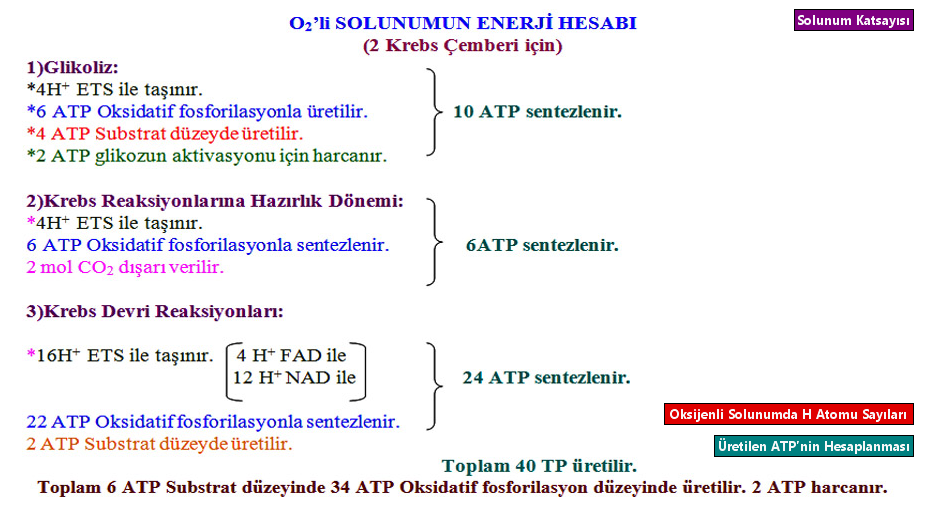 O₂’li SOLUNUMUN ENERJİ HESABI
Solunum Katsayısı
(2 Krebs Çemberi için)
1)Glikoliz:
*4H⁺ ETS ile taşınır.
*6 ATP Oksidatif fosforilasyonla üretilir.
10 ATP sentezlenir.
*4 ATP Substrat düzeyde üretilir.
*2 ATP glikozun aktivasyonu için harcanır.
2)Krebs Reaksiyonlarına Hazırlık Dönemi:
*4H⁺ ETS ile taşınır.
6 ATP Oksidatif fosforilasyonla sentezlenir.
6ATP sentezlenir.
2 mol CO₂ dışarı verilir.
3)Krebs Devri Reaksiyonları:
*16H⁺ ETS ile taşınır.
4 H⁺ FAD ile
12 H⁺ NAD ile
24 ATP sentezlenir.
22 ATP Oksidatif fosforilasyonla sentezlenir.
2 ATP Substrat düzeyde üretilir.
Oksijenli Solunumda H Atomu Sayıları
Üretilen ATP'nin Hesaplanması
Toplam 40 TP üretilir.
Toplam 6 ATP Substrat düzeyinde 34 ATP Oksidatif fosforilasyon düzeyinde üretilir. 2 ATP harcanır.